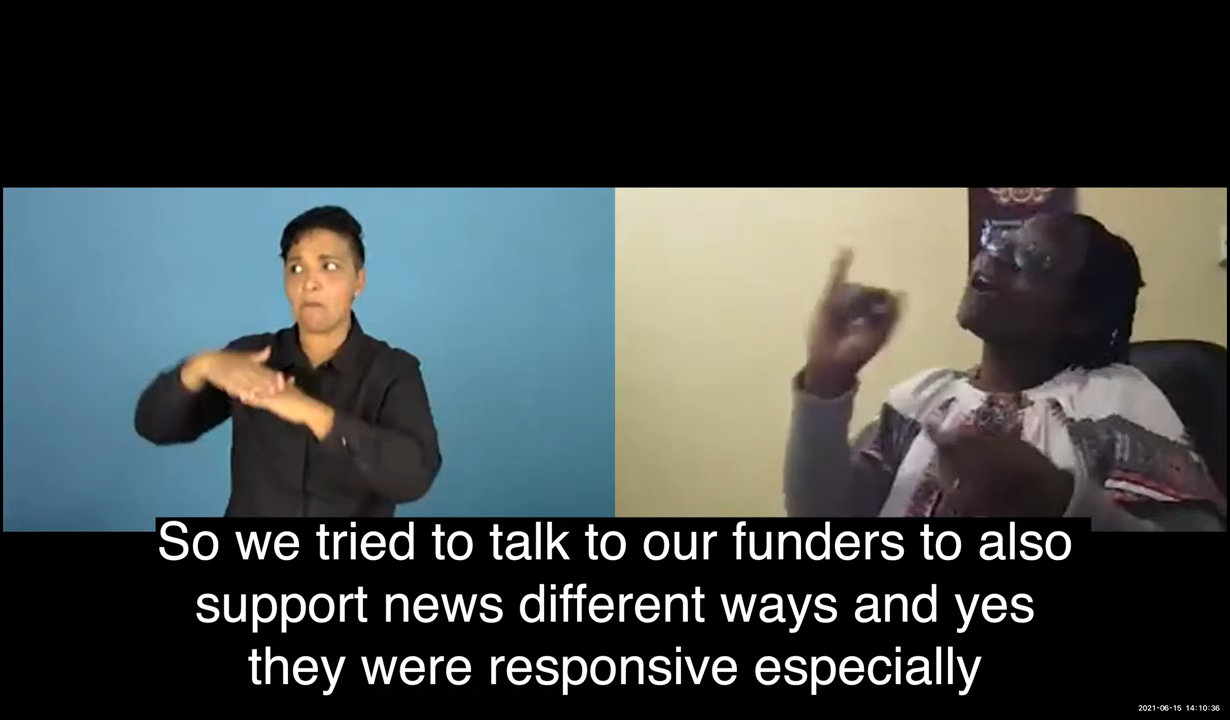 So we tried to talk to our funders to also
support news different ways and yes
they were responsive especially
2021-06-15 14:10:36